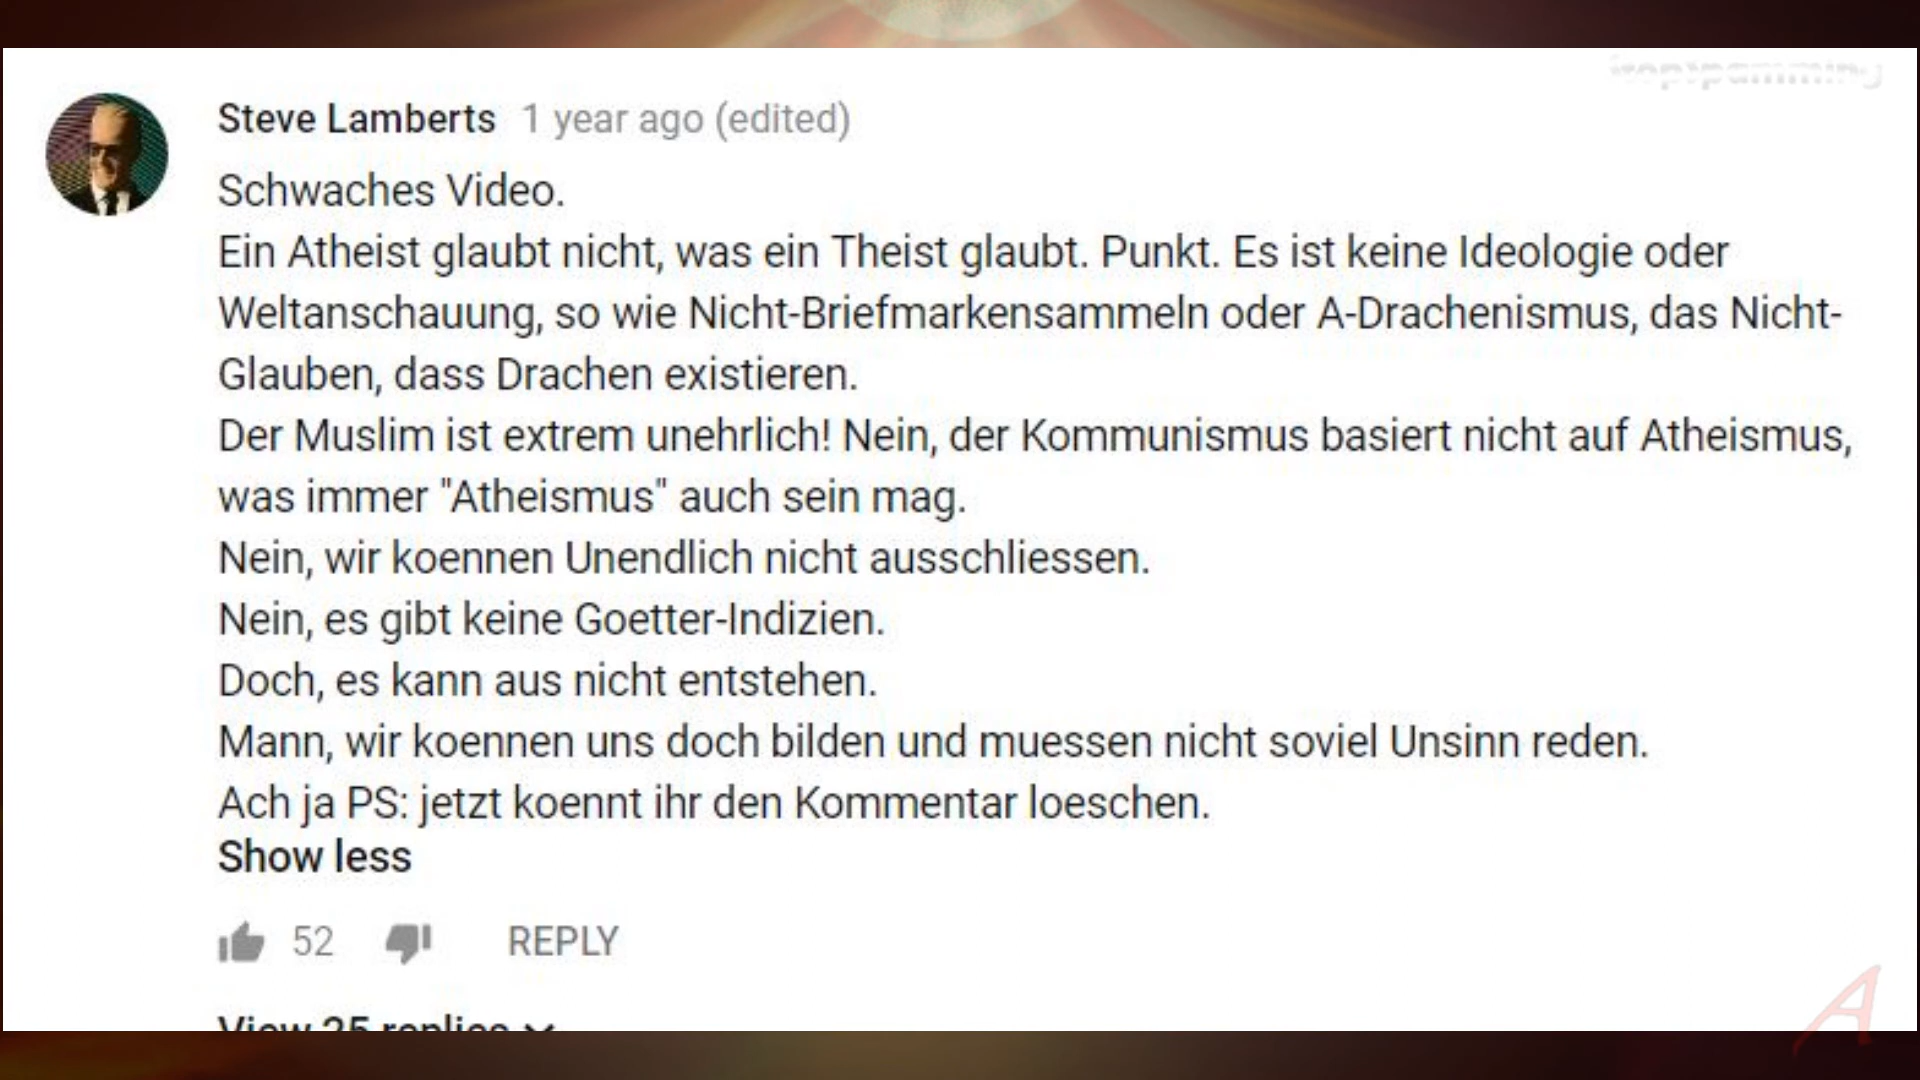 Steve Lamberts 1 year ago (edited)
Schwaches Video.
Ein Atheist glaubt nicht, was ein Theist glaubt. Punkt. Es ist keine Ideologie oder
Weltanschauung, so wie Nicht-Briefmarkensammeln oder A-Drachenismus, das Nicht-
Glauben, dass Drachen existieren.
Der Muslim ist extrem unehrlich! Nein, der Kommunismus basiert nicht auf Atheismus,
was immer "Atheismus" auch sein mag.
Nein, wir koennen Unendlich nicht ausschliessen.
Nein, es gibt keine Goetter-Indizien.
Doch, es kann aus nicht entstehen.
Mann, wir koennen uns doch bilden und muessen nicht soviel Unsinn reden.
Ach ja PS: jetzt koennt ihr den Kommentar loeschen.
Show less
52 REPLY
View 25 replies
A